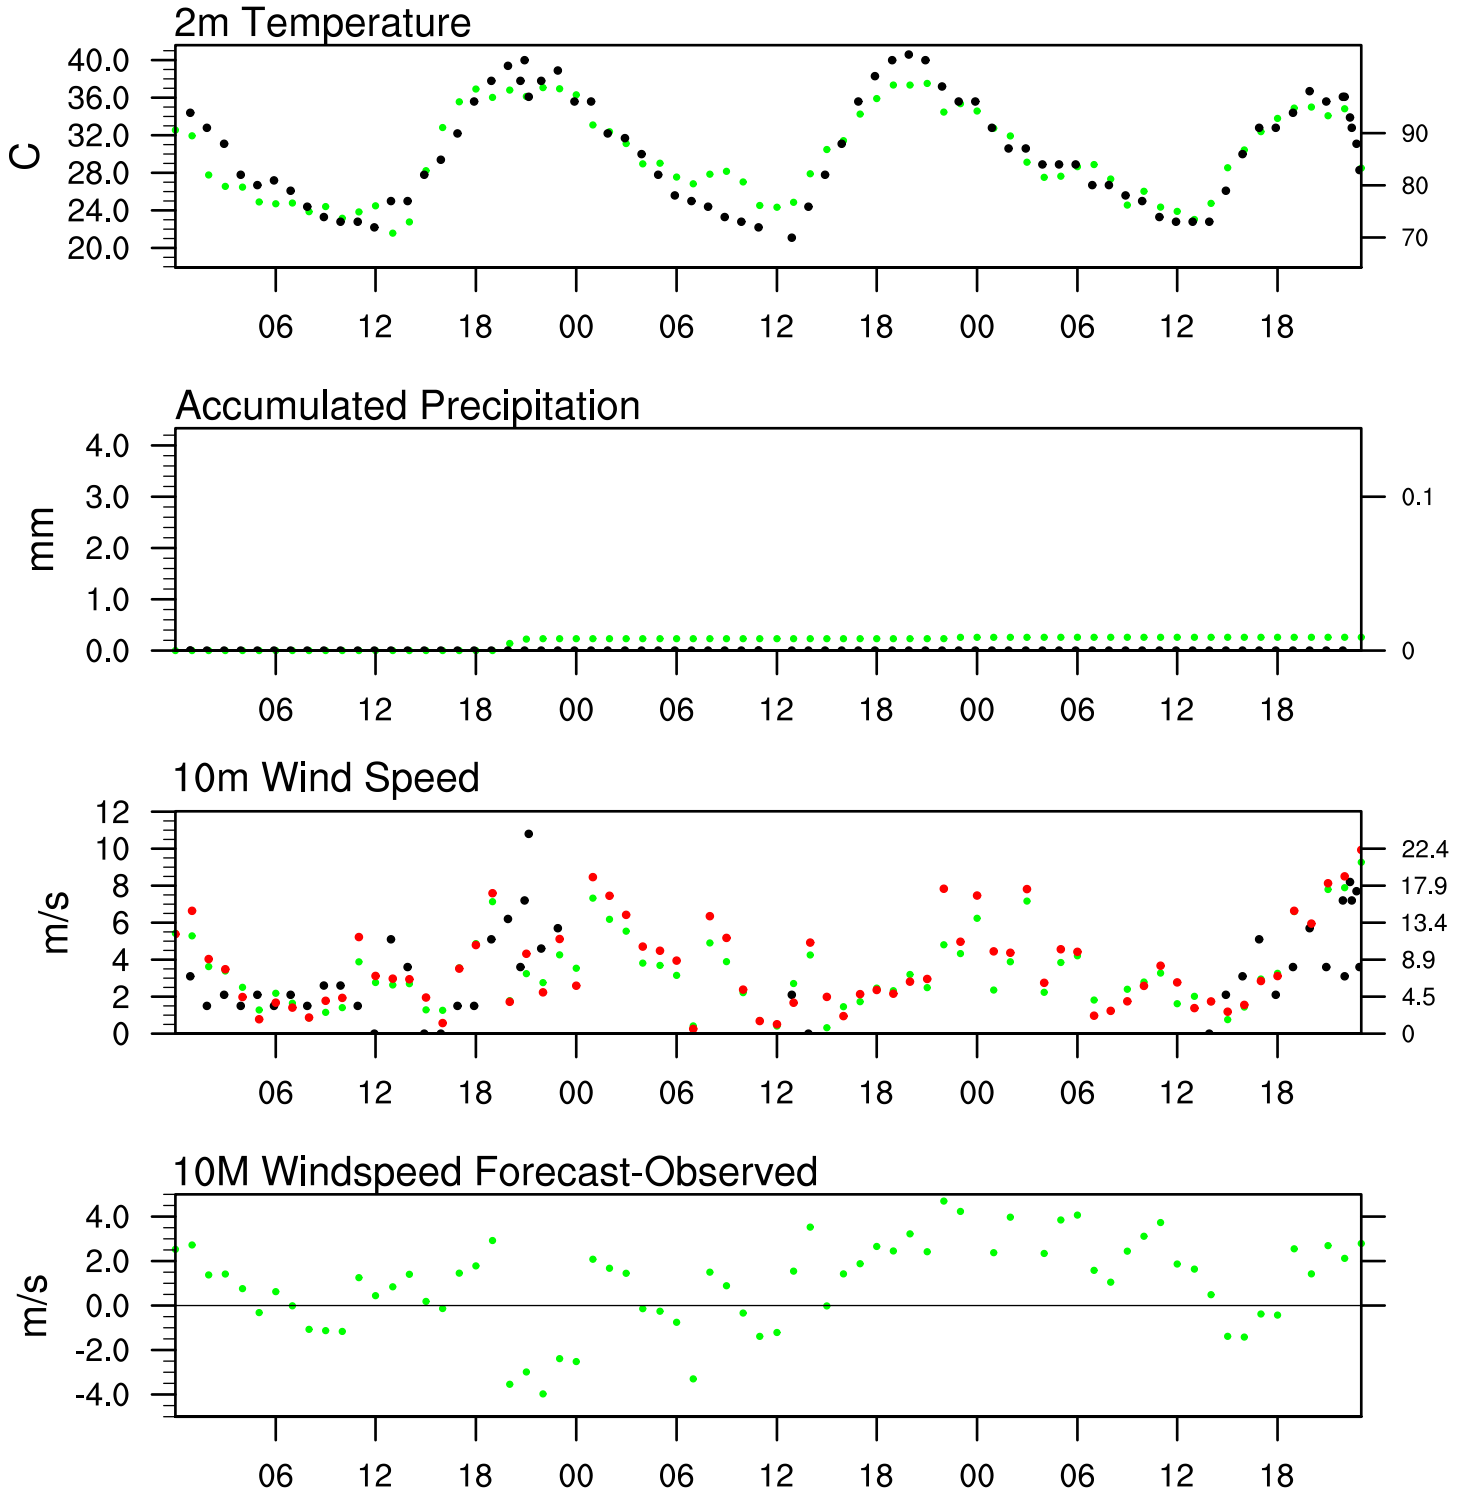 2m Temperature
40.0
36.0
32.0
28.0
24.0
20.0
C
90
80
70
06 12 18 00 06 12 18 00 06 12 18
Accumulated Precipitation
4.0
3.0
2.0
1.0
0.0
mm
0.1
0
06 12 18 00 06 12 18 00 06 12 18
10m Wind Speed
12
10
8
6
4
2
0
m/s
22.4
17.9
13.4
8.9
4.5
0
06 12 18 00 06 12 18 00 06 12 18
10M Windspeed Forecast-Observed
4.0
2.0
0.0
-2.0
-4.0
m/s
06 12 18 00 06 12 18 00 06 12 18